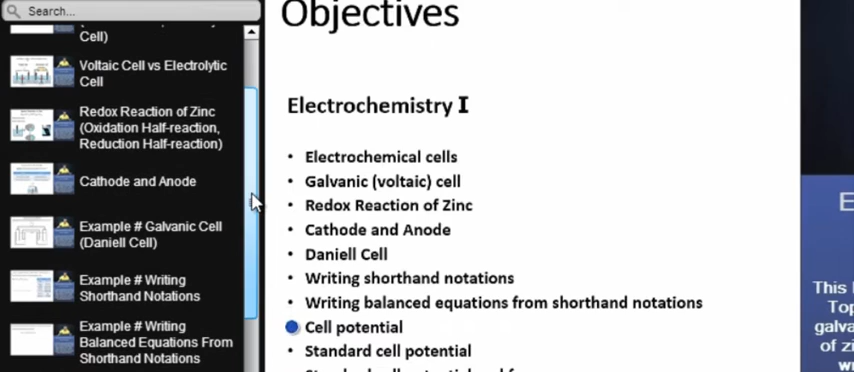 Search...
Cell)
Voltaic Cell vs Electrolytic
Cell
Redox Reaction of Zinc
(Oxidation Half-reaction,
Reduction Half-reaction)
Cathode and Anode
Example # Galvanic Cell
(Daniell Cell)
Example # Writing
Shorthand Notations
Example # Writing
Balanced Equations From
Shorthand Notations
Objectives
Electrochemistry I
• Electrochemical cells
• Galvanic (voltaic) cell
• Redox Reaction of Zinc
• Cathode and Anode
• Daniell Cell
• Writing shorthand notations
• Writing balanced equations from shorthand notations
Cell potential
• Standard cell potential
E
This
Top
galva
of zi